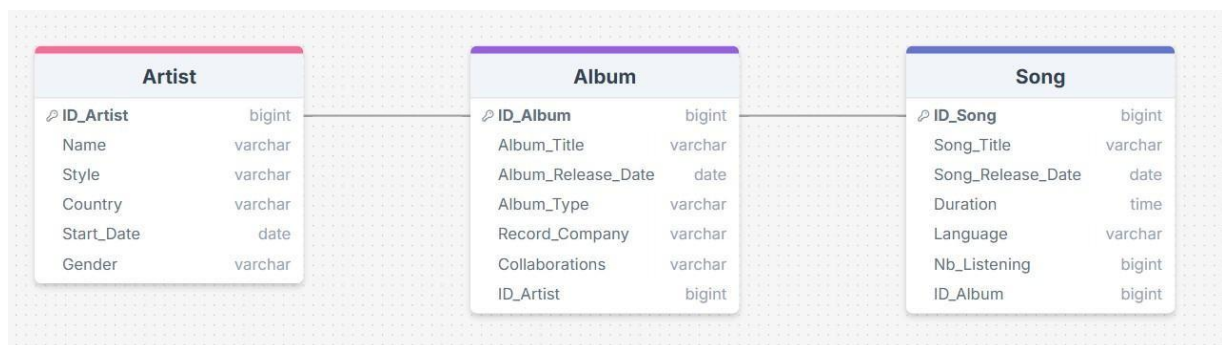 Artist
ID_Artist bigint
Name varchar
Style varchar
Country varchar
Start_Date date
Gender varchar
Album
ID_Album bigint
Album_Title varchar
Album_Release_Date date
Album_Type varchar
Record_Company varchar
Collaborations varchar
ID_Artist bigint
Song
ID_Song bigint
Song_Title varchar
Song_Release_Date date
Duration time
Language varchar
Nb_Listening bigint
ID_Album bigint